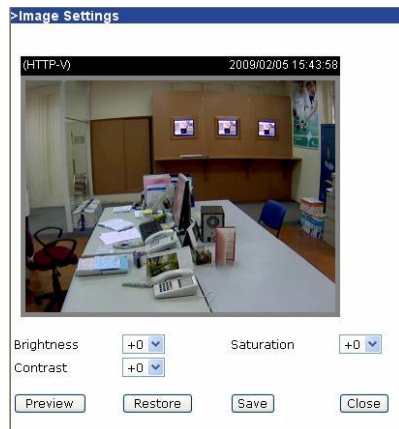 >Image Settings
(HTTP-V) 2009/02/05 15:43:58
Brightness +0 Saturation +0
Contrast +0
Preview Restore Save Close